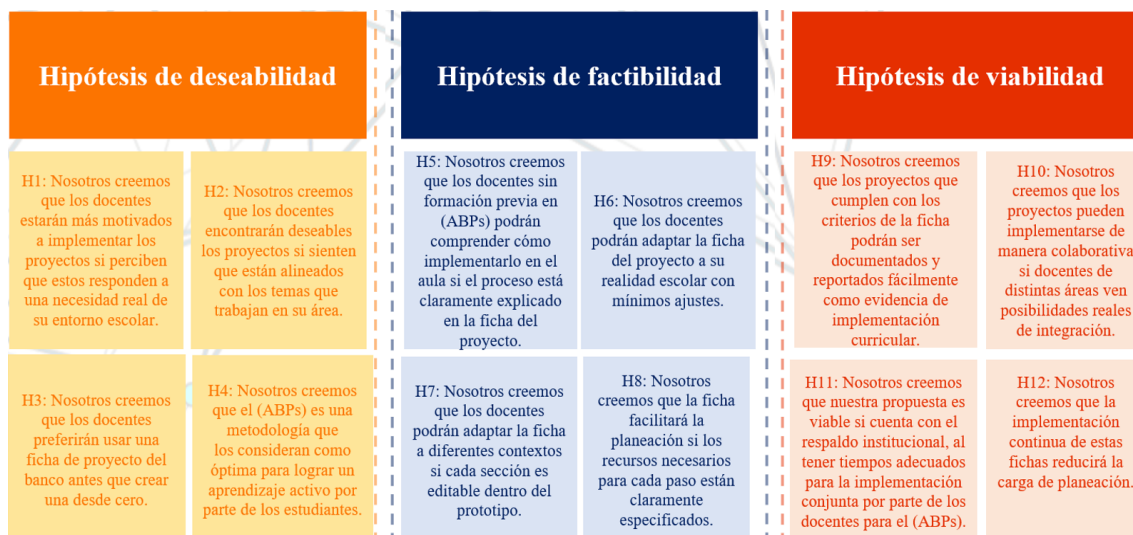 Hipótesis de deseabilidad
H1: Nosotros creemos
que los docentes
estarán más motivados
a implementar los
proyectos si perciben
que estos responden a
una necesidad real de
su entorno escolar.
H2: Nosotros creemos
que los docentes
encontrarán deseables
los proyectos si sienten
que están alineados
con los temas que
trabajan en su área.
H3: Nosotros creemos
que los docentes
preferirán usar una
ficha de proyecto del
banco antes que crear
una desde cero.
H4: Nosotros creemos
que el (ABPs) es una
metodología que
los consideran como
óptima para lograr un
aprendizaje activo por
parte de los estudiantes.
Hipótesis de factibilidad
H5: Nosotros creemos
que los docentes sin
formación previa en
(ABPs) podrán
comprender cómo
implementarlo en el
aula si el proceso está
claramente explicado
en la ficha del
proyecto.
H6: Nosotros creemos
que los docentes
podrán adaptar la ficha
del proyecto a su
realidad escolar con
mínimos ajustes.
H7: Nosotros creemos
que los docentes
podrán adaptar la ficha
a diferentes contextos
si cada sección es
editable dentro del
prototipo.
H8: Nosotros
creemos que la ficha
facilitará la
planeación si los
recursos necesarios
para cada paso están
claramente
especificados.
Hipótesis de viabilidad
H9: Nosotros creemos
que los proyectos que
cumplen con los
criterios de la ficha
podrán ser
documentados y
reportados fácilmente
como evidencia de
implementación
curricular.
H10: Nosotros
creemos que los
proyectos pueden
implementarse de
manera colaborativa
si docentes de
distintas áreas ven
posibilidades reales
de integración.
H11: Nosotros creemos
que nuestra propuesta es
viable si cuenta con el
respaldo institucional, al
tener tiempos adecuados
para la implementación
conjunta por parte de los
docentes para el (ABPs).
H12: Nosotros
creemos que la
implementación
continua de estas
fichas reducirá la
carga de planeación.